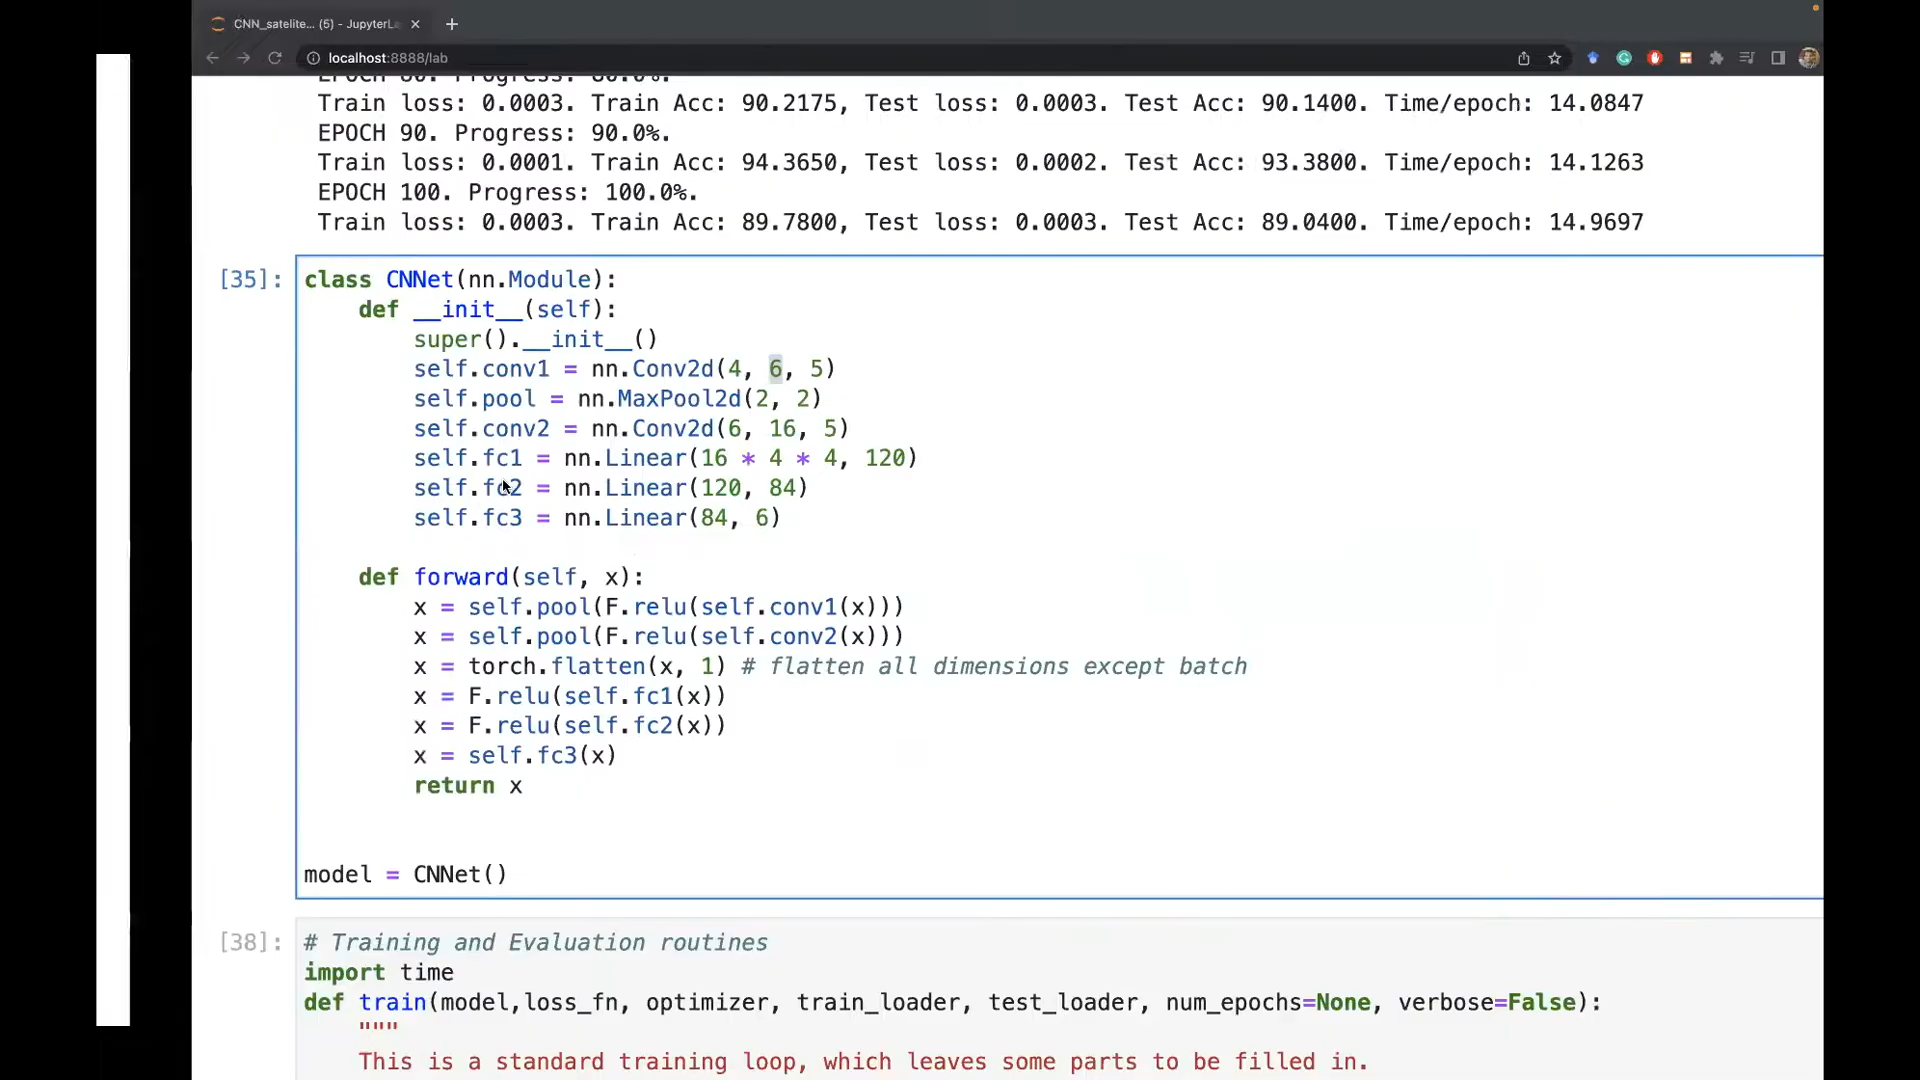 CNN_satelite... (5) - JupyterLa
localhost:8888/lab
EPOCH 80. Progress: 80.0%.
Train loss: 0.0003. Train Acc: 90.2175, Test loss: 0.0003. Test Acc: 90.1400. Time/epoch: 14.0847
EPOCH 90. Progress: 90.0%.
Train loss: 0.0001. Train Acc: 94.3650, Test loss: 0.0002. Test Acc: 93.3800. Time/epoch: 14.1263
EPOCH 100. Progress: 100.0%.
Train loss: 0.0003. Train Acc: 89.7800, Test loss: 0.0003. Test Acc: 89.0400. Time/epoch: 14.9697
[35]: class CNNet(nn.Module):
def __init__(self):
super().__init__()
self.conv1 = nn.Conv2d(4, 6, 5)
self.pool = nn.MaxPool2d(2, 2)
self.conv2 = nn.Conv2d(6, 16, 5)
self.fc1 = nn.Linear(16 * 4 * 4, 120)
self.fc2 = nn.Linear(120, 84)
self.fc3 = nn.Linear(84, 6)
def forward(self, x):
x = self.pool(F.relu(self.conv1(x)))
x = self.pool(F.relu(self.conv2(x)))
x = torch.flatten(x, 1) # flatten all dimensions except batch
x = F.relu(self.fc1(x))
x = F.relu(self.fc2(x))
x = self.fc3(x)
return x
model = CNNet()
[38]: # Training and Evaluation routines
import time
def train(model,loss_fn, optimizer, train_loader, test_loader, num_epochs=None, verbose=False):
"""
This is a standard training loop, which leaves some parts to be filled in.